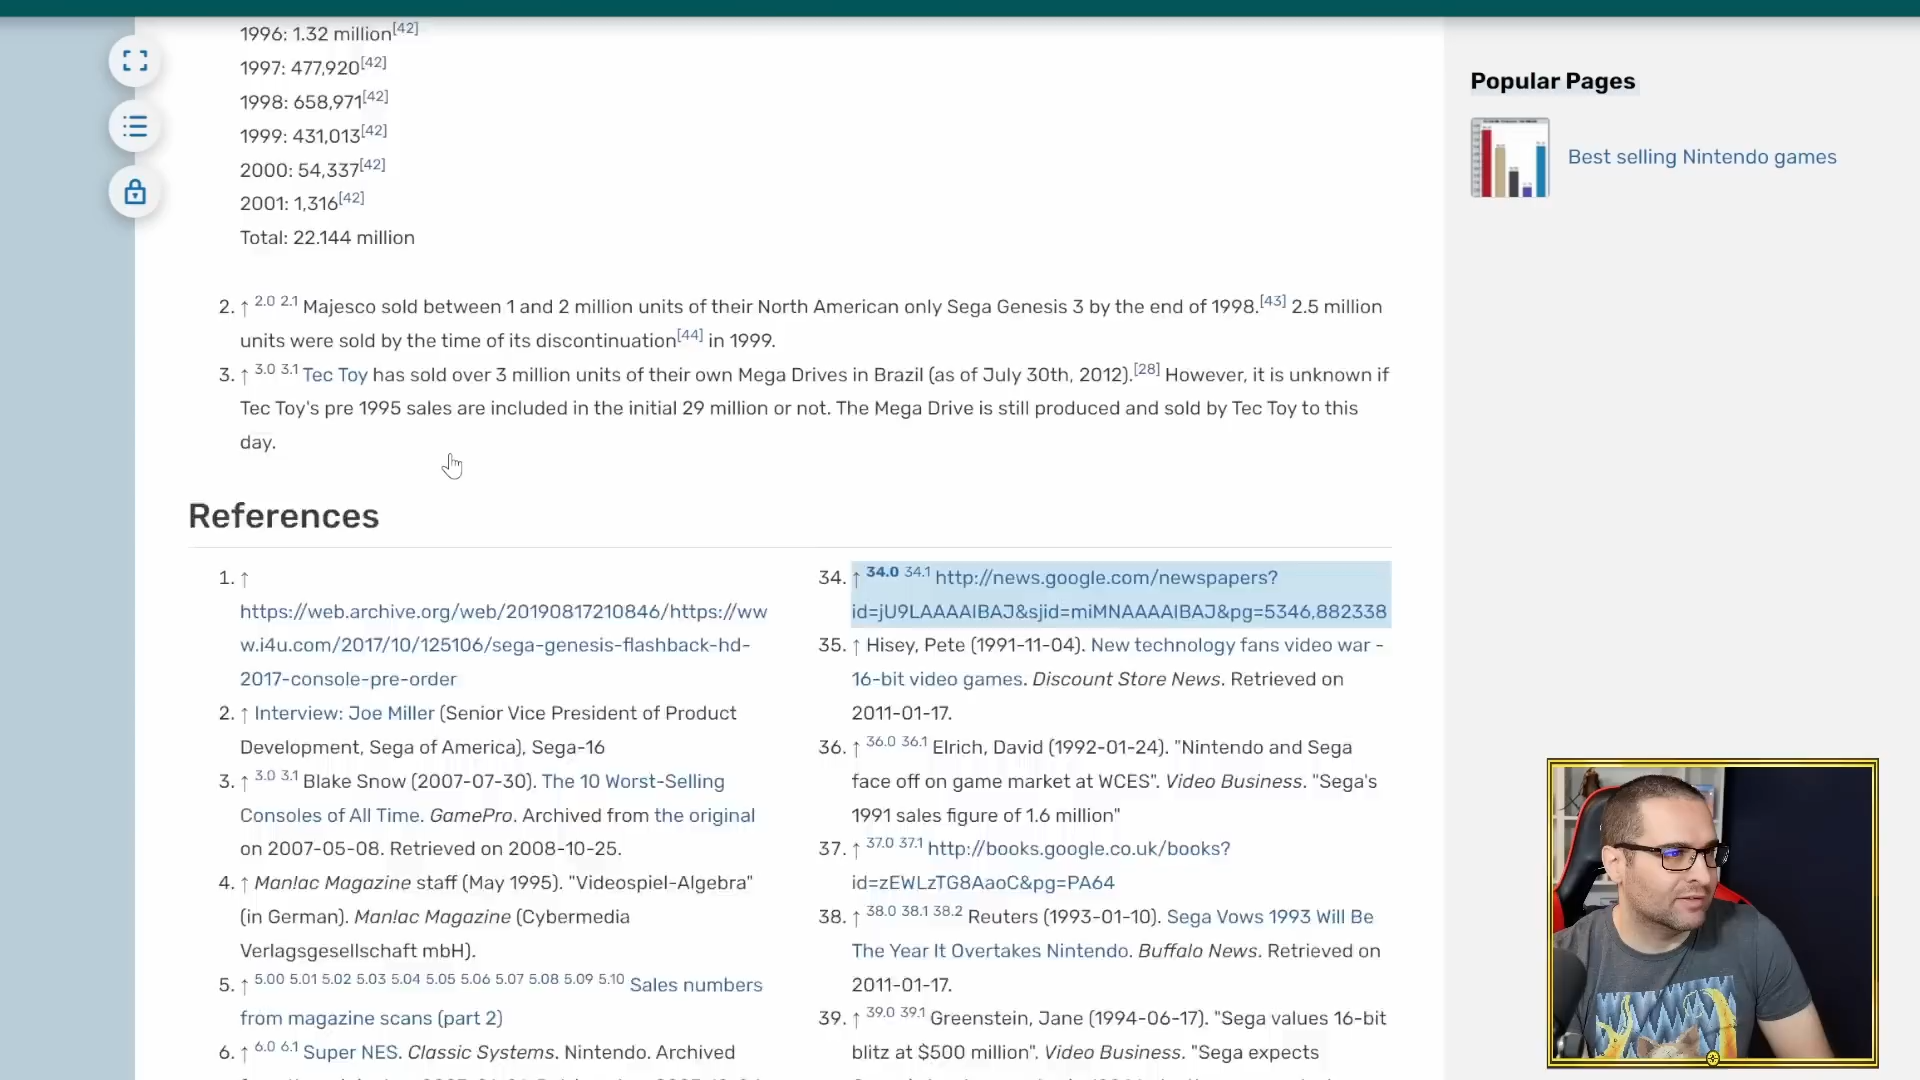 1996: 1.32 million[42]
1997: 477,920[42]
1998: 658,971[42]
1999: 431,013[42]
2000: 54,337[42]
2001: 1,316[42]
Total: 22.144 million
2. ↑ 2.0 2.1 Majesco sold between 1 and 2 million units of their North American only Sega Genesis 3 by the end of 1998.[43] 2.5 million
units were sold by the time of its discontinuation[44] in 1999.
3. ↑ 3.0 3.1 Tec Toy has sold over 3 million units of their own Mega Drives in Brazil (as of July 30th, 2012).[28] However, it is unknown if
Tec Toy's pre 1995 sales are included in the initial 29 million or not. The Mega Drive is still produced and sold by Tec Toy to this
day.
References
1. ↑
https://web.archive.org/web/20190817210846/https://ww
w.i4u.com/2017/10/125106/sega-genesis-flashback-hd-
2017-console-pre-order
2. ↑ Interview: Joe Miller (Senior Vice President of Product
Development, Sega of America), Sega-16
3. ↑ 3.0 3.1 Blake Snow (2007-07-30). The 10 Worst-Selling
Consoles of All Time. GamePro. Archived from the original
on 2007-05-08. Retrieved on 2008-10-25.
4. ↑ Man!ac Magazine staff (May 1995). "Videospiel-Algebra"
(in German). Man!ac Magazine (Cybermedia
Verlagsgesellschaft mbH).
5. ↑ 5.00 5.01 5.02 5.03 5.04 5.05 5.06 5.07 5.08 5.09 5.10 Sales numbers
from magazine scans (part 2)
6. ↑ 6.0 6.1 Super NES. Classic Systems. Nintendo. Archived
34. ↑ 34.0 34.1 http://news.google.com/newspapers?
id=jU9LAAAAIBAJ&sjid=miMNAAAAIBAJ&pg=5346,882338
35. ↑ Hisey, Pete (1991-11-04). New technology fans video war -
16-bit video games. Discount Store News. Retrieved on
2011-01-17.
36. ↑ 36.0 36.1 Elrich, David (1992-01-24). "Nintendo and Sega
face off on game market at WCES". Video Business. "Sega's
1991 sales figure of 1.6 million"
37. ↑ 37.0 37.1 http://books.google.co.uk/books?
id=zEWLzTG8AaoC&pg=PA64
38. ↑ 38.0 38.1 38.2 Reuters (1993-01-10). Sega Vows 1993 Will Be
The Year It Overtakes Nintendo. Buffalo News. Retrieved on
2011-01-17.
39. ↑ 39.0 39.1 Greenstein, Jane (1994-06-17). "Sega values 16-bit
blitz at $500 million". Video Business. "Sega expects
Popular Pages
Best selling Nintendo games